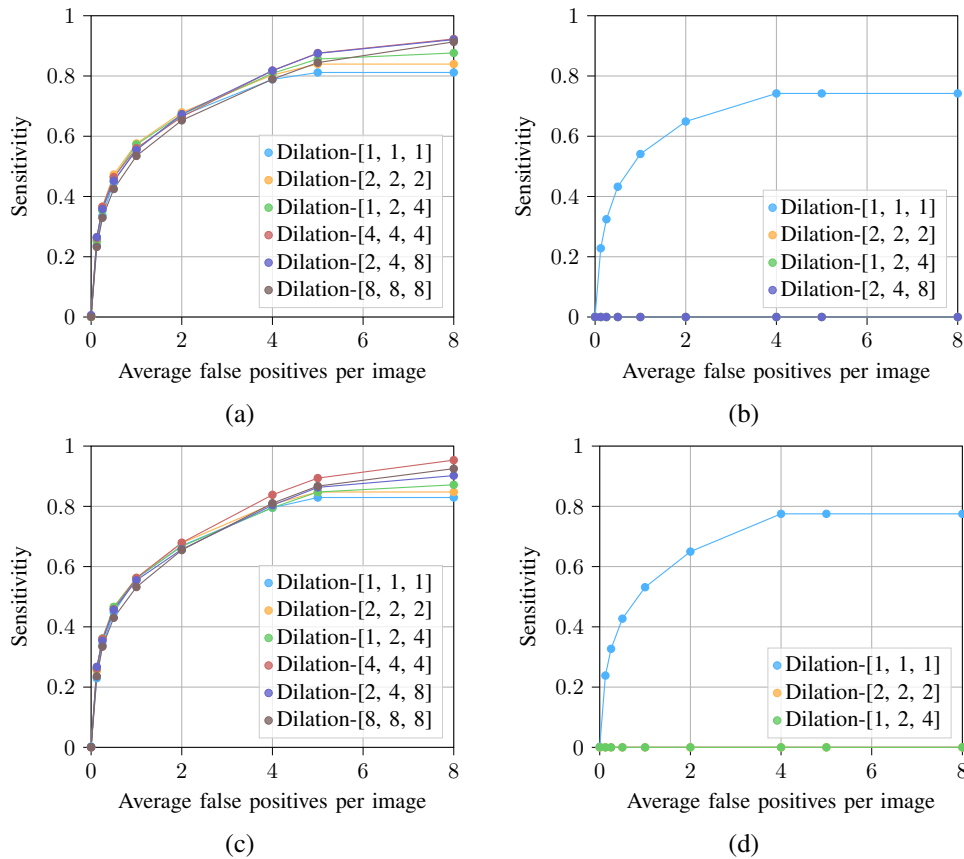 1
0.8
0.6
0.4
0.2
0
0 2 4 6 8
Sensitivitiy
Average false positives per image
Dilation-[1, 1, 1]
Dilation-[2, 2, 2]
Dilation-[1, 2, 4]
Dilation-[4, 4, 4]
Dilation-[2, 4, 8]
Dilation-[8, 8, 8]
(a)
1
0.8
0.6
0.4
0.2
0
0 2 4 6 8
Sensitivitiy
Average false positives per image
Dilation-[1, 1, 1]
Dilation-[2, 2, 2]
Dilation-[1, 2, 4]
Dilation-[2, 4, 8]
(b)
1
0.8
0.6
0.4
0.2
0
0 2 4 6 8
Sensitivitiy
Average false positives per image
Dilation-[1, 1, 1]
Dilation-[2, 2, 2]
Dilation-[1, 2, 4]
Dilation-[4, 4, 4]
Dilation-[2, 4, 8]
Dilation-[8, 8, 8]
(c)
1
0.8
0.6
0.4
0.2
0
0 2 4 6 8
Sensitivitiy
Average false positives per image
Dilation-[1, 1, 1]
Dilation-[2, 2, 2]
Dilation-[1, 2, 4]
(d)